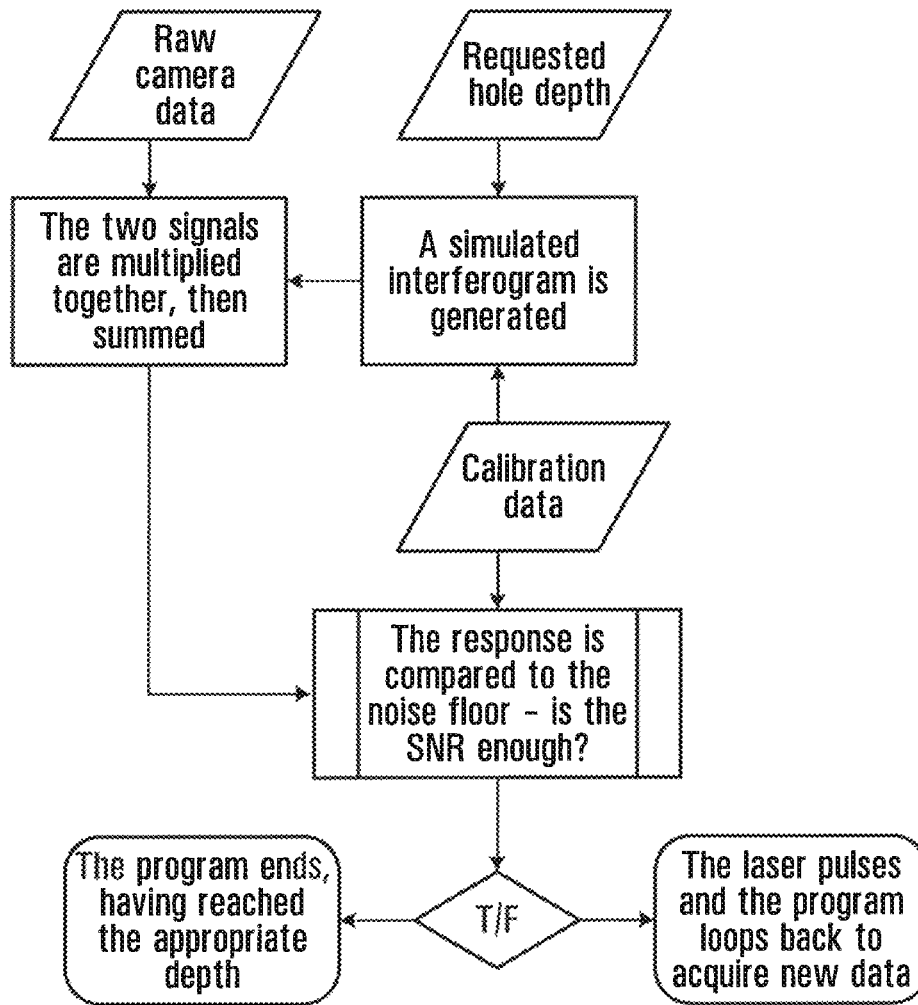 Raw
camera
data
Requested
hole depth
The two signals
are multiplied
together, then
summed
A simulated
interferogram is
generated
Calibration
data
The response is
compared to the
noise floor - is the
SNR enough?
The program ends,
having reached
the appropriate
depth
T/F
The laser pulses
and the program
loops back to
acquire new data